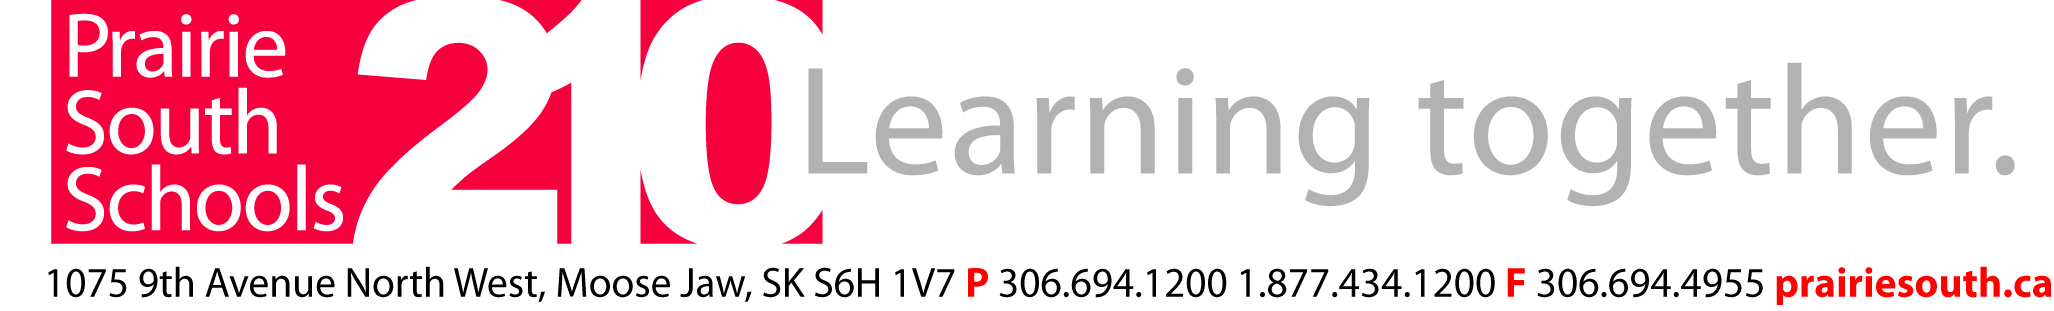 Prairie
South
Schools
210
Learning together.
1075 9th Avenue North West, Moose Jaw, SK S6H 1V7 P 306.694.1200 1.877.434.1200 F 306.694.4955 prairiesouth.ca